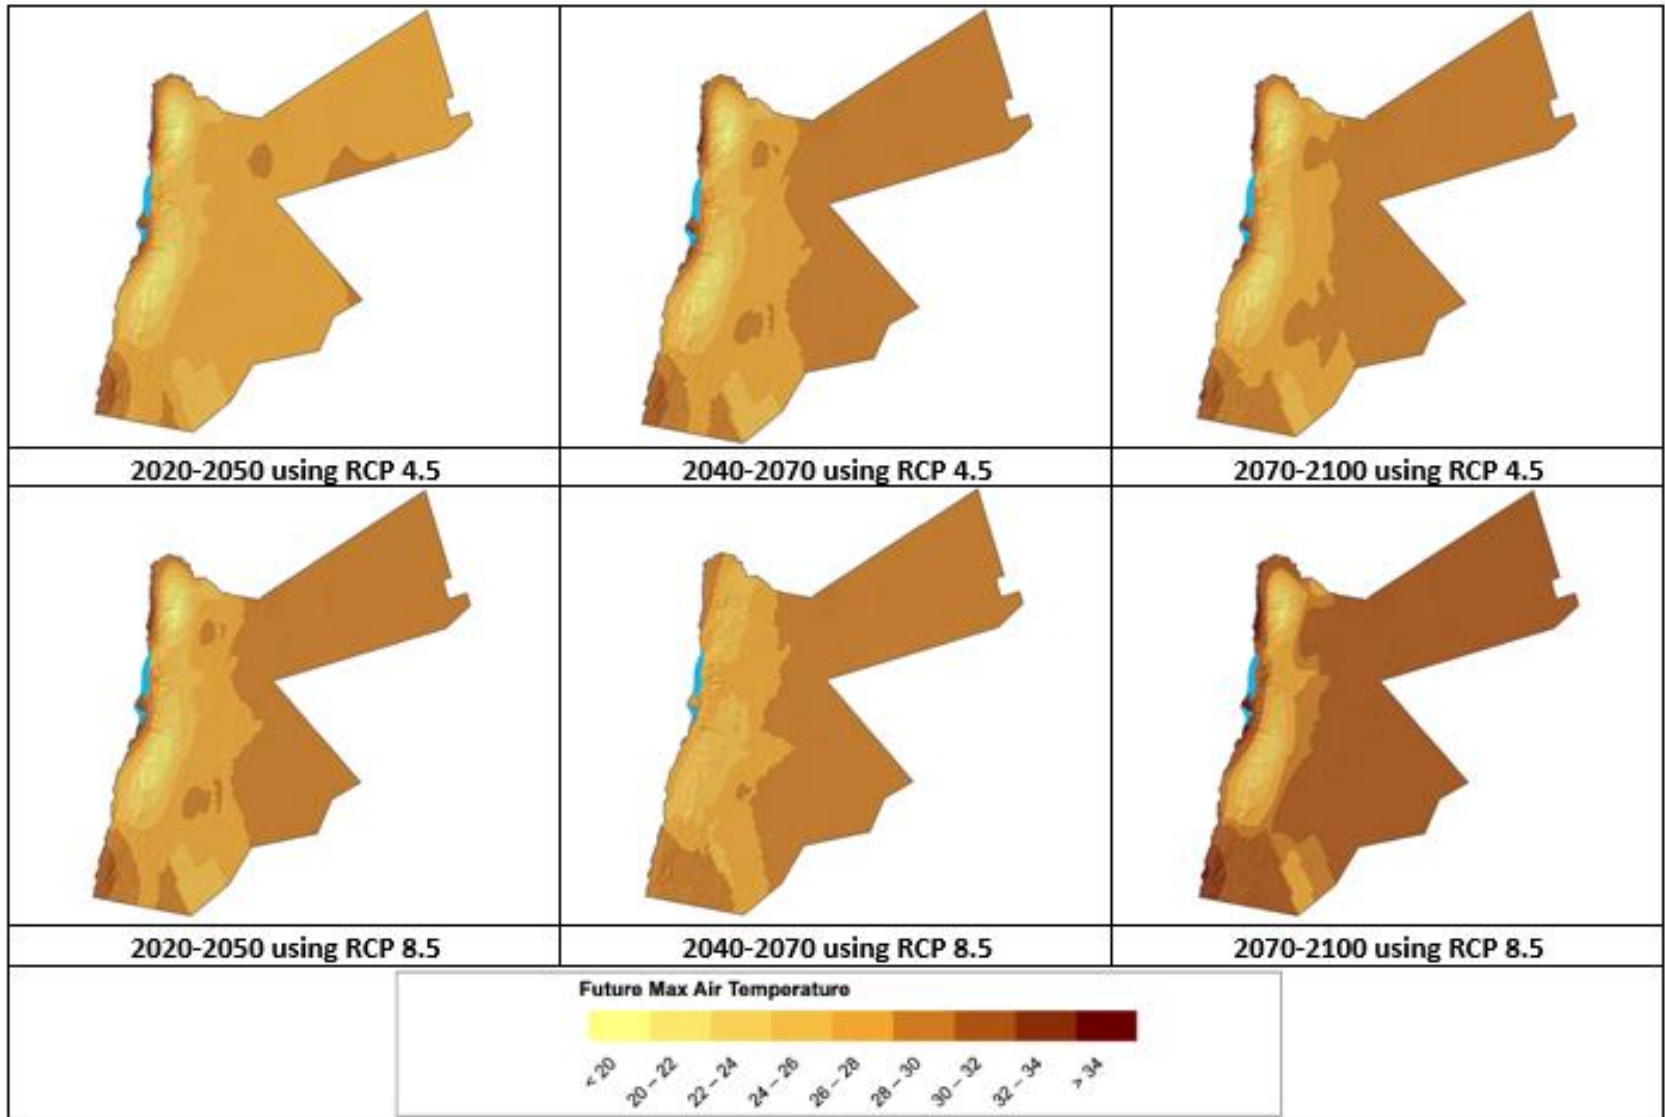 2020-2050 using RCP 4.5
2040-2070 using RCP 4.5
2070-2100 using RCP 4.5
2020-2050 using RCP 8.5
2040-2070 using RCP 8.5
2070-2100 using RCP 8.5
Future Max Air Temperature
< 20
20 – 22
22 – 24
24 – 26
26 – 28
28 – 30
30 – 32
32 – 34
> 34